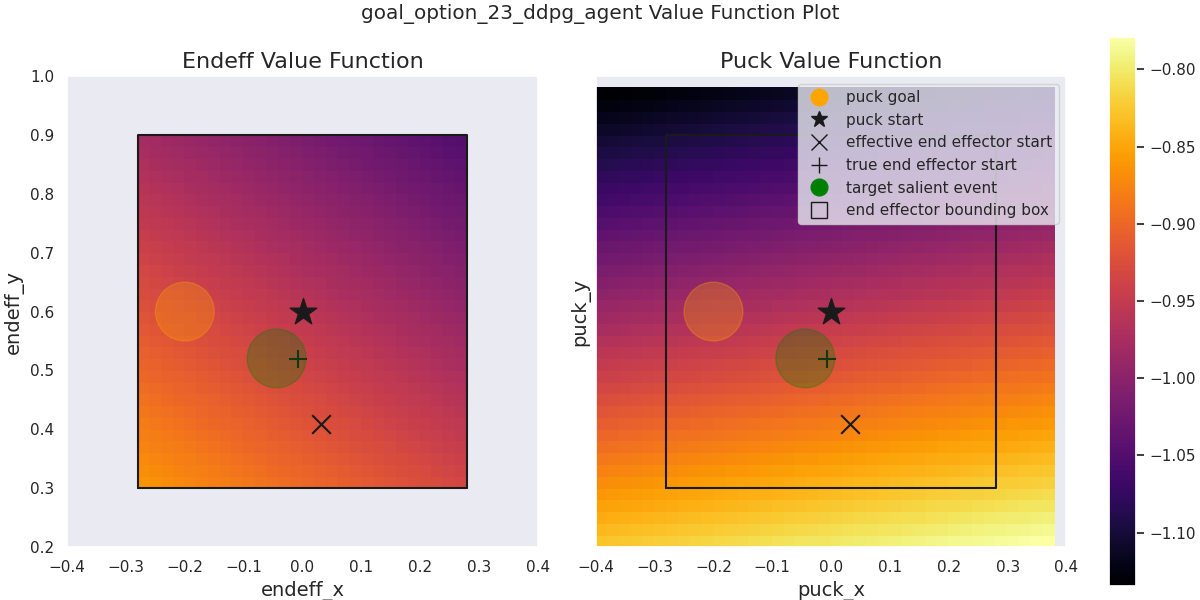 goal_option_23_ddpg_agent Value Function Plot
Endeff Value Function
1.0
0.9
0.8
0.7
0.6
0.5
0.4
0.3
0.2
endeff_y
−0.4
−0.3
−0.2
−0.1
0.0
0.1
0.2
0.3
0.4
endeff_x
Puck Value Function
puck goal
puck start
effective end effector start
true end effector start
target salient event
end effector bounding box
puck_y
−0.4
−0.3
−0.2
−0.1
0.0
0.1
0.2
0.3
0.4
puck_x
−0.80
−0.85
−0.90
−0.95
−1.00
−1.05
−1.10